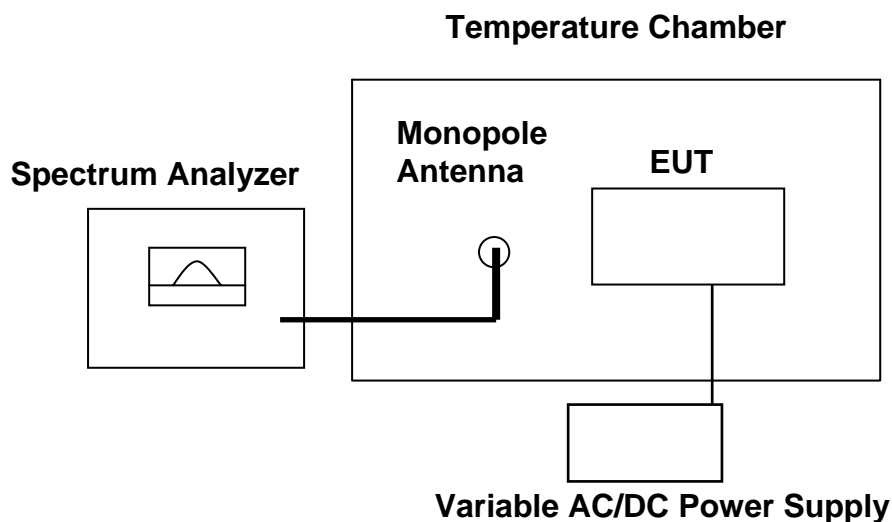 Temperature Chamber
Monopole
Antenna
EUT
Spectrum Analyzer
Variable AC/DC Power Supply